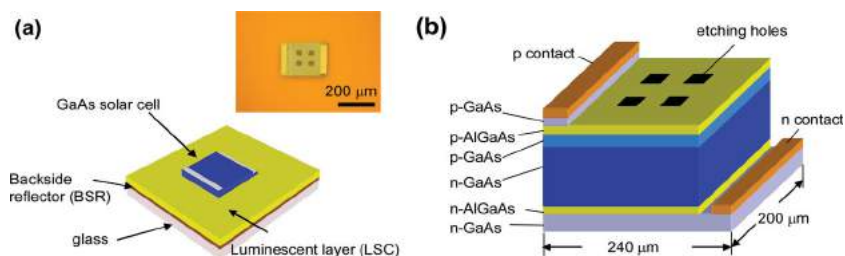 (a)
200 μm
GaAs solar cell
Backside
reflector (BSR)
glass
Luminescent layer (LSC)
(b)
etching holes
p contact
p-GaAs
p-AlGaAs
p-GaAs
n-GaAs
n-AlGaAs
n-GaAs
n contact
200 μm
240 μm